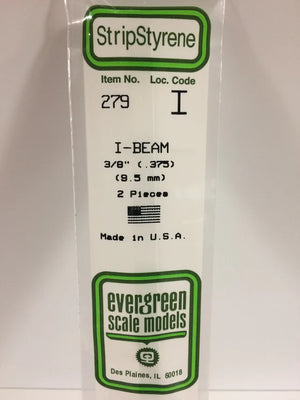 StripStyrene
Item No. Loc. Code
279 I
I-BEAM
3/8" (.375)
(9.5 mm)
2 Pieces
Made in U.S.A.
evergreen
scale models
Des Plaines, IL 60018